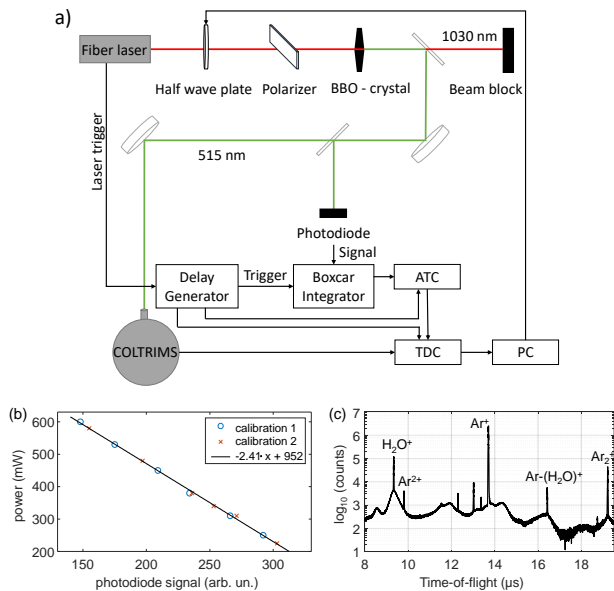 a)
1030 nm
Fiber laser
Half wave plate
Polarizer
BBO - crystal
Beam block
Laser trigger
515 nm
Photodiode
Signal
Delay Generator
Trigger
Boxcar Integrator
ATC
COLTRIMS
TDC
PC
(b)
600
500
400
300
200
power (mW)
calibration 1
calibration 2
-2.41· x + 952
150
200
250
300
photodiode signal (arb. un.)
(c)
7
6
5
4
3
2
1
log₁₀ (counts)
H₂O⁺
Ar²⁺
Ar⁺
Ar-(H₂O)⁺
Ar₂⁺
8
10
12
14
16
18
Time-of-flight (μs)